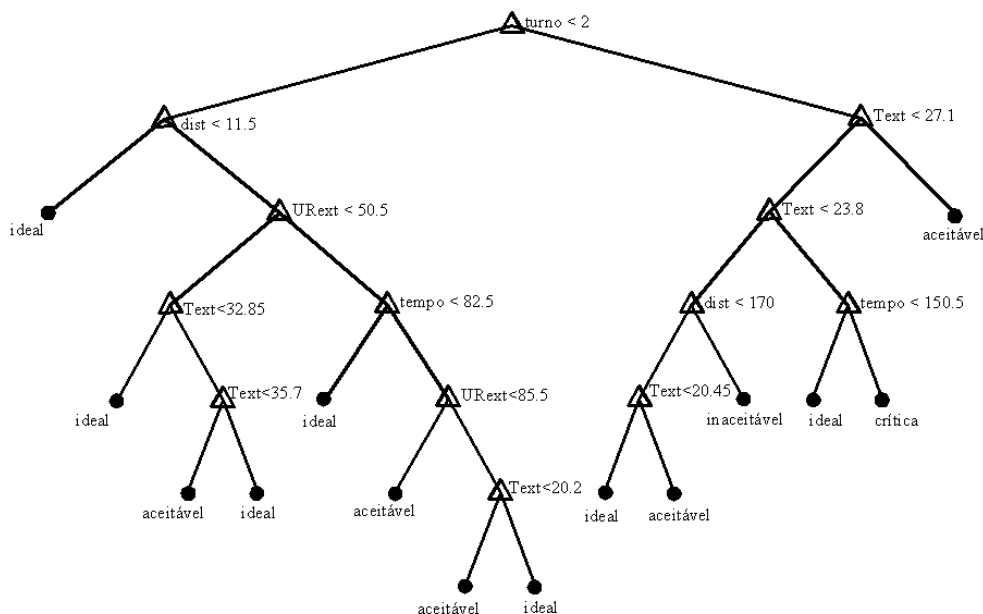 turno < 2
dist < 11.5
Text < 27.1
ideal
URext < 50.5
Text < 23.8
aceitável
Text<32.85
tempo < 82.5
dist < 170
tempo < 150.5
ideal
Text<35.7
ideal
URext<85.5
Text<20.45
inaceitável
ideal
crítica
aceitável
ideal
aceitável
Text<20.2
ideal
aceitável
aceitável
ideal